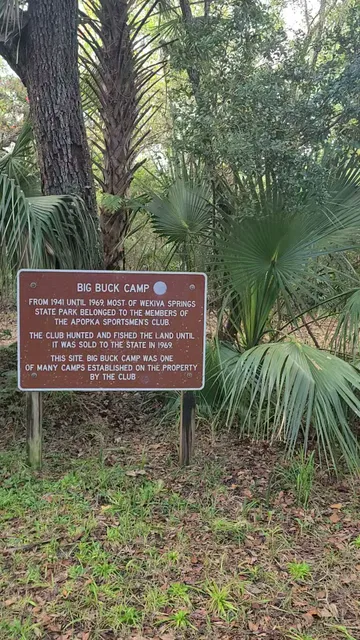 BIG BUCK CAMP
FROM 1941 UNTIL 1969, MOST OF WEKIVA SPRINGS
STATE PARK BELONGED TO THE MEMBERS OF
THE APOPKA SPORTSMEN'S CLUB.
THE CLUB HUNTED AND FISHED THE LAND UNTIL
IT WAS SOLD TO THE STATE IN 1969.
THIS SITE BIG BUCK CAMP WAS ONE
OF MANY CAMPS ESTABLISHED ON THE PROPERTY
BY THE CLUB